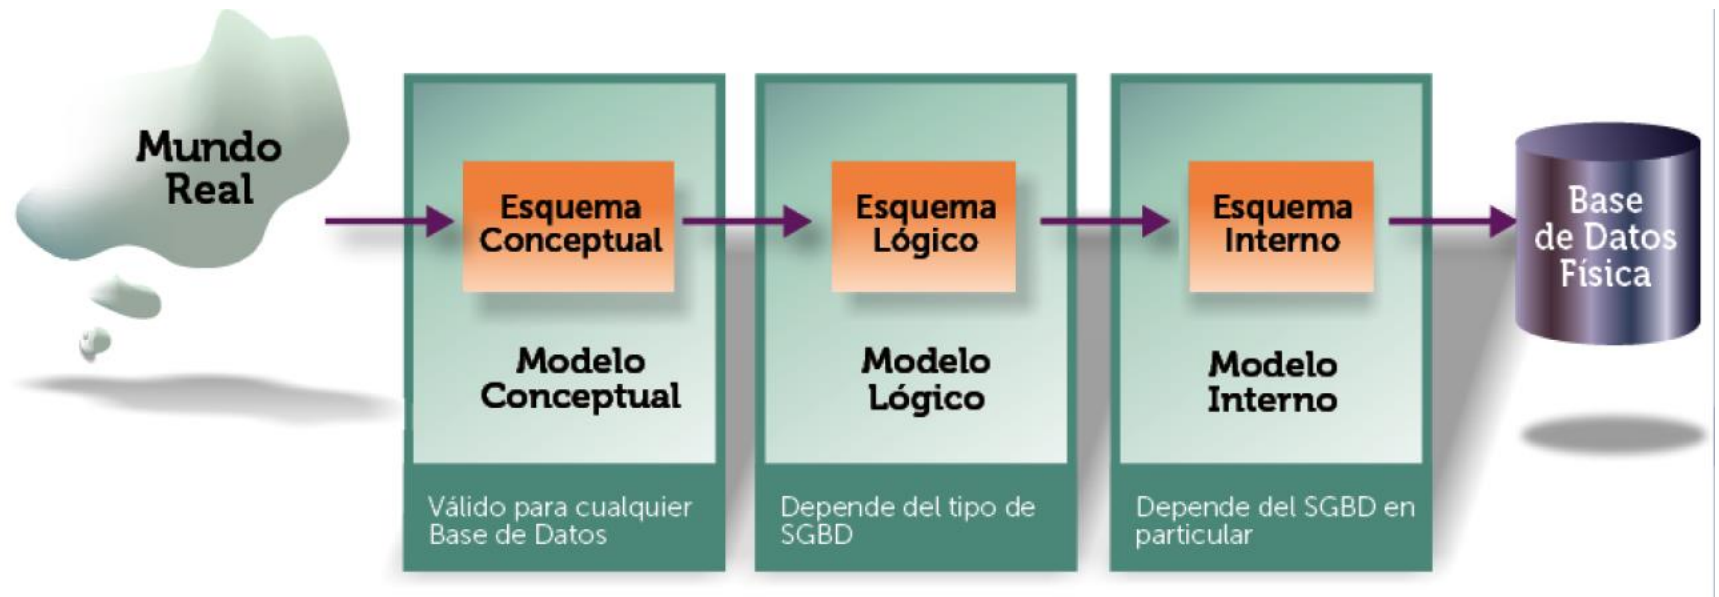 Mundo
Real
Esquema
Conceptual
Modelo
Conceptual
Válido para cualquier
Base de Datos
Esquema
Lógico
Modelo
Lógico
Depende del tipo de
SGBD
Esquema
Interno
Modelo
Interno
Depende del SGBD en
particular
Base
de Datos
Física